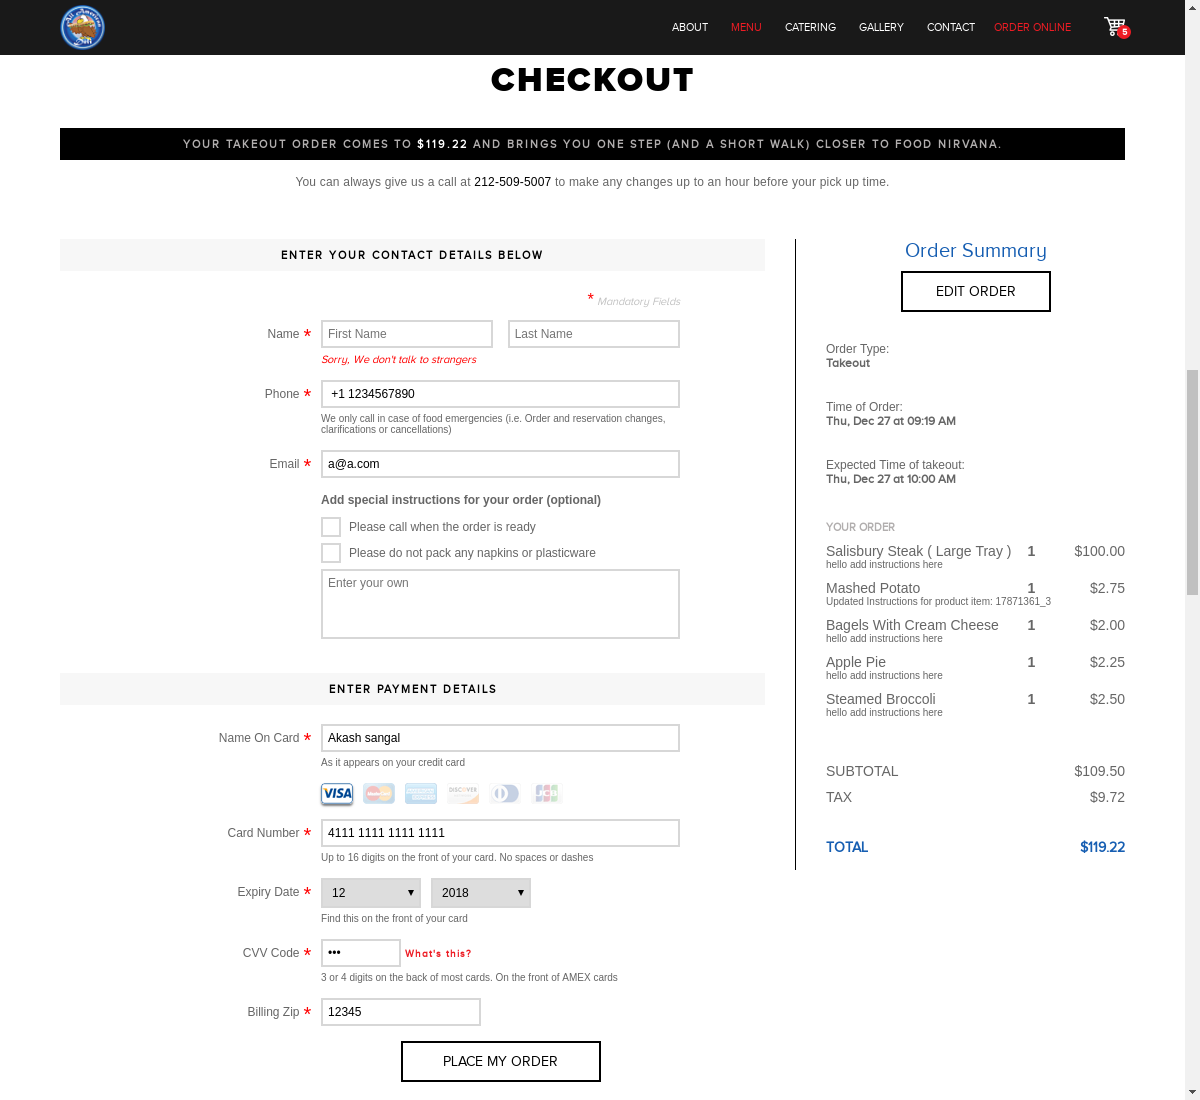 All American
Deli
ABOUT MENU CATERING GALLERY CONTACT ORDER ONLINE 5
CHECKOUT
YOUR TAKEOUT ORDER COMES TO $119.22 AND BRINGS YOU ONE STEP (AND A SHORT WALK) CLOSER TO FOOD NIRVANA.
You can always give us a call at 212-509-5007 to make any changes up to an hour before your pick up time.
ENTER YOUR CONTACT DETAILS BELOW
* Mandatory Fields
Name * First Name Last Name
Sorry, We don't talk to strangers
Phone * +1 1234567890
We only call in case of food emergencies (i.e. Order and reservation changes,
clarifications or cancellations)
Email * a@a.com
Add special instructions for your order (optional)
Please call when the order is ready
Please do not pack any napkins or plasticware
Enter your own
ENTER PAYMENT DETAILS
Name On Card * Akash sangal
As it appears on your credit card
VISA MasterCard DISCOVER JCB
Card Number * 4111 1111 1111 1111
Up to 16 digits on the front of your card. No spaces or dashes
Expiry Date * 12 2018
Find this on the front of your card
CVV Code * ••• What's this?
3 or 4 digits on the back of most cards. On the front of AMEX cards
Billing Zip * 12345
PLACE MY ORDER
Order Summary
EDIT ORDER
Order Type:
Takeout
Time of Order:
Thu, Dec 27 at 09:19 AM
Expected Time of takeout:
Thu, Dec 27 at 10:00 AM
YOUR ORDER
Salisbury Steak ( Large Tray ) 1 $100.00
hello add instructions here
Mashed Potato 1 $2.75
Updated Instructions for product item: 17871361_3
Bagels With Cream Cheese 1 $2.00
hello add instructions here
Apple Pie 1 $2.25
hello add instructions here
Steamed Broccoli 1 $2.50
hello add instructions here
SUBTOTAL $109.50
TAX $9.72
TOTAL $119.22